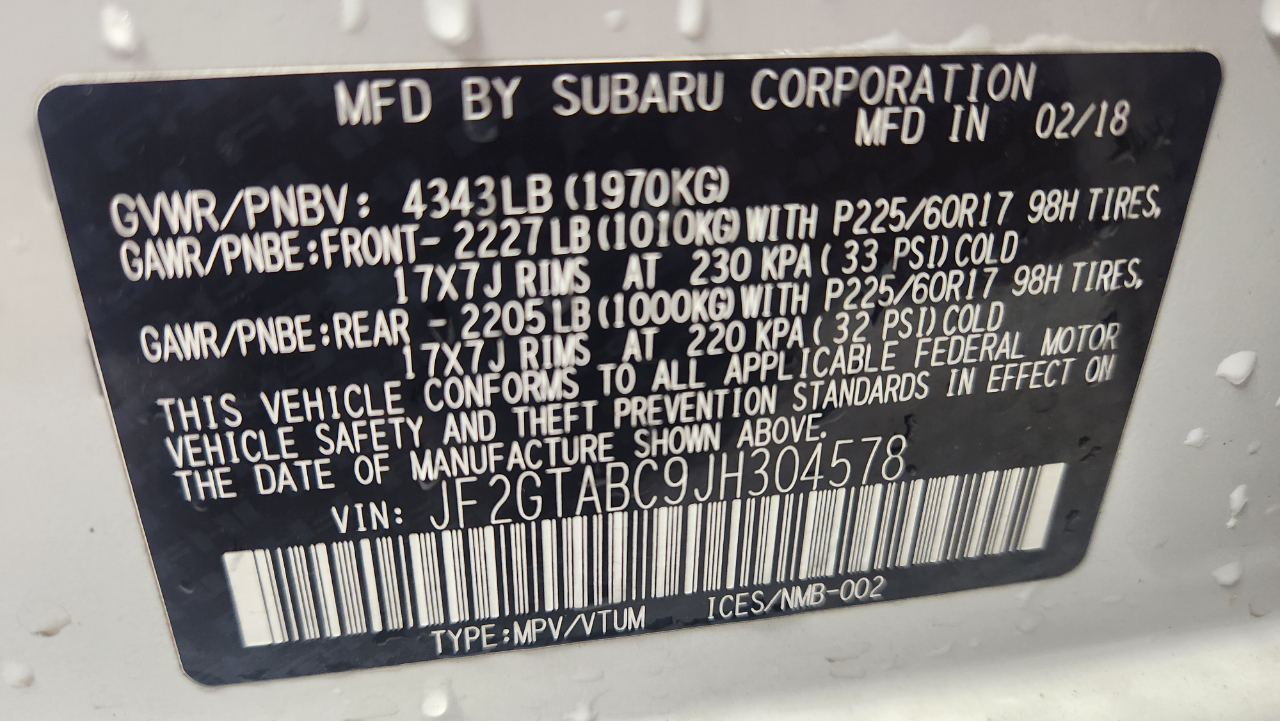 MFD BY SUBARU CORPORATION
MFD IN 02/18
GVWR/PNBV: 4343LB (1970KG)
GAWR/PNBE:FRONT- 2227LB(1010KG)WITH P225/60R17 98H TIRES,
17X7J RIMS AT 230 KPA( 33 PSI)COLD
GAWR/PNBE:REAR - 2205LB(1000KG)WITH P225/60R17 98H TIRES,
17X7J RIMS AT 220 KPA( 32 PSI)COLD
THIS VEHICLE CONFORMS TO ALL APPLICABLE FEDERAL MOTOR
VEHICLE SAFETY AND THEFT PREVENTION STANDARDS IN EFFECT ON
THE DATE OF MANUFACTURE SHOWN ABOVE.
VIN: JF2GTABC9JH304578
TYPE:MPV/VTUM ICES/NMB-002